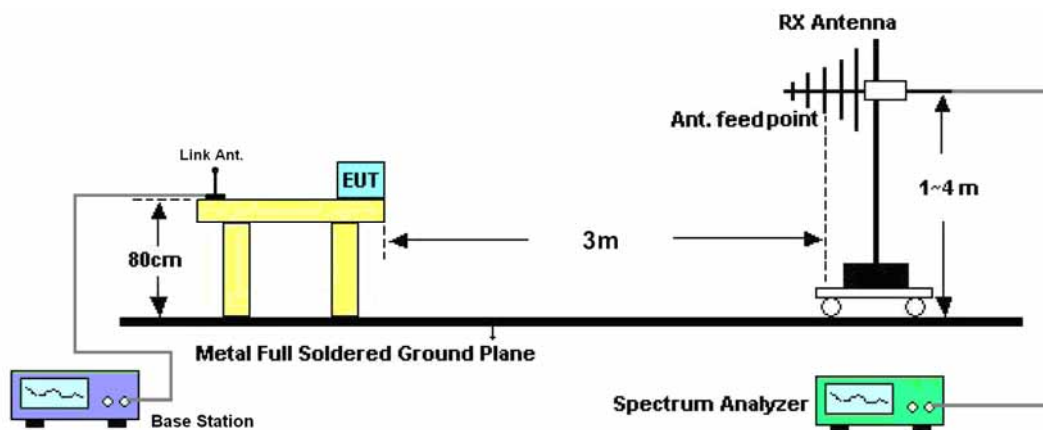 RX Antenna
Ant. feedpoint
Link Ant.
EUT
1~4 m
80cm
3m
Metal Full Soldered Ground Plane
Base Station
Spectrum Analyzer